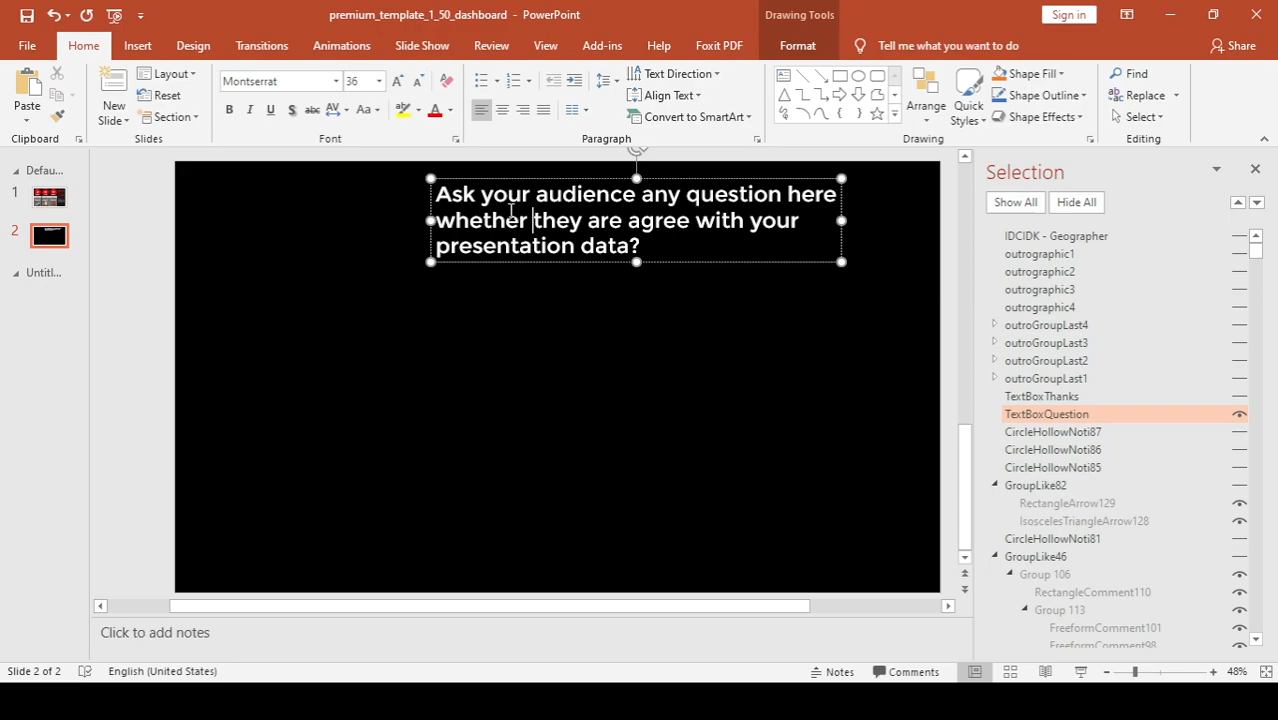 premium_template_1_50_dashboard - PowerPoint
Drawing Tools
Sign in
File Home Insert Design Transitions Animations Slide Show Review View Add-ins Help Foxit PDF Format Tell me what you want to do Share
Paste
Clipboard
New Slide
Layout
Reset
Section
Slides
Montserrat 36
B I U S abc AV Aa A
Font
Text Direction
Align Text
Convert to SmartArt
Paragraph
Arrange
Quick Styles
Shape Fill
Shape Outline
Shape Effects
Drawing
Find
Replace
Select
Editing
Defau...
1
2
Untitl...
Ask your audience any question here
whether they are agree with your
presentation data?
Selection
Show All Hide All
IDCIDK - Geographer
outrographic1
outrographic2
outrographic3
outrographic4
outroGroupLast4
outroGroupLast3
outroGroupLast2
outroGroupLast1
TextBoxThanks
TextBoxQuestion
CircleHollowNoti87
CircleHollowNoti86
CircleHollowNoti85
GroupLike82
RectangleArrow129
IsoscelesTriangleArrow128
CircleHollowNoti81
GroupLike46
Group 106
RectangleComment110
Group 113
FreeformComment101
FreeformComment98
Click to add notes
Slide 2 of 2 English (United States) Notes Comments 48%